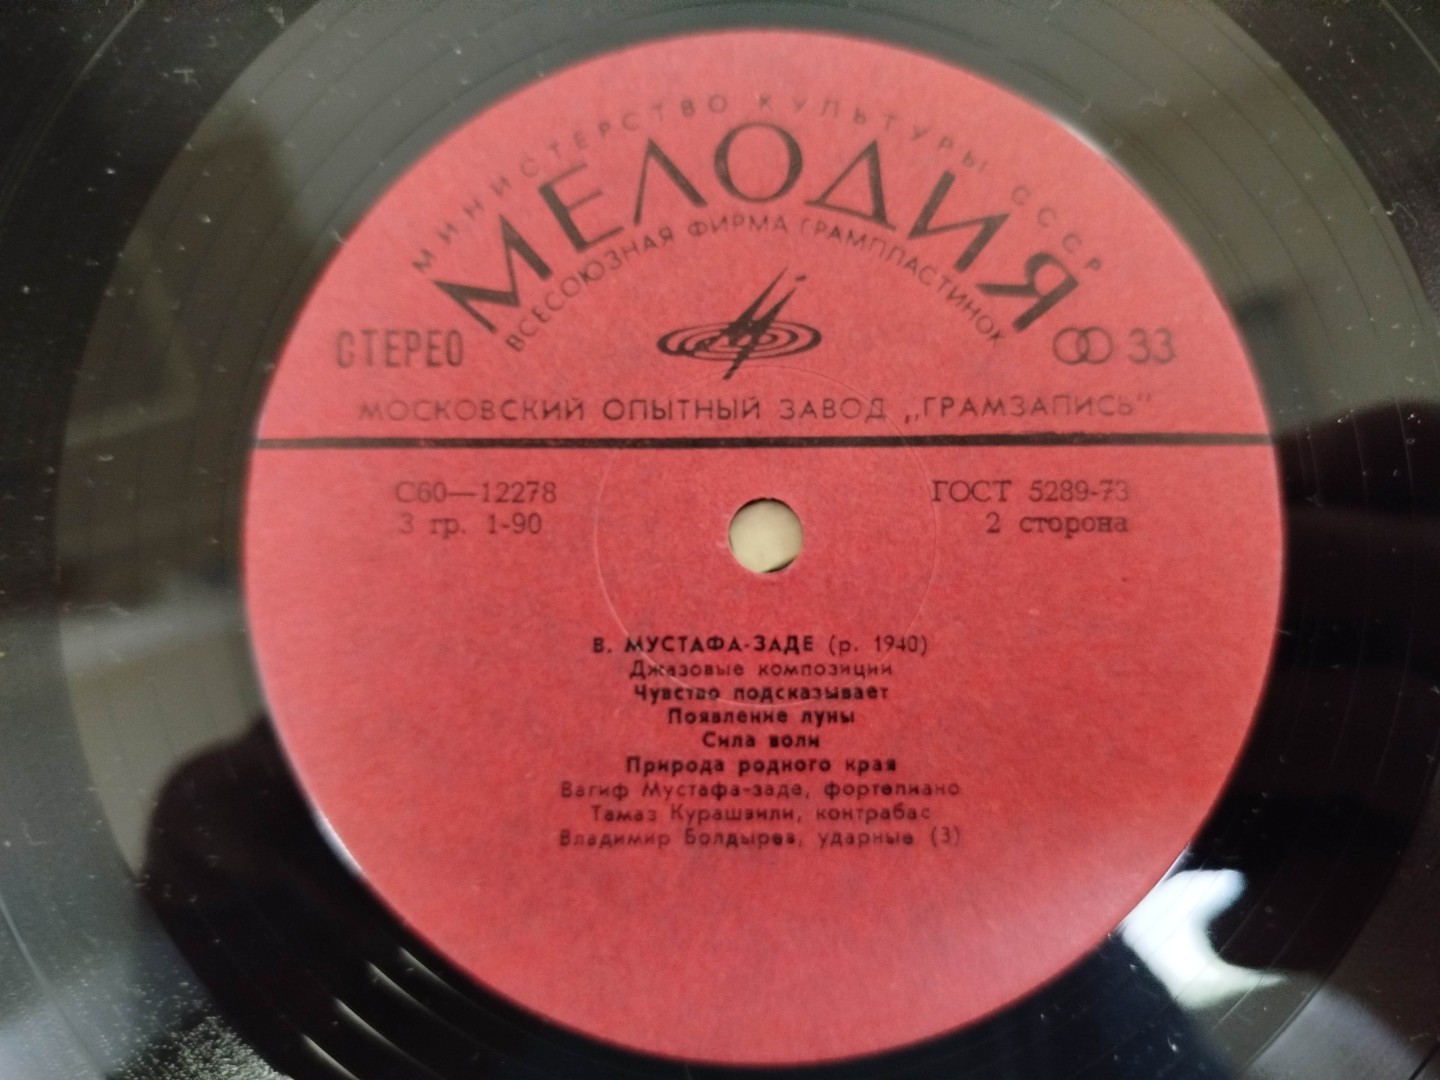 МИНИСТЕРСТВО КУЛЬТУРЫ СССР
МЕЛОДИЯ
ВСЕСОЮЗНАЯ ФИРМА ГРАМПЛАСТИНОК
СТЕРЕО
33
МОСКОВСКИЙ ОПЫТНЫЙ ЗАВОД „ГРАМЗАПИСЬ"
С60—12278
ГОСТ 5289-73
3 гр. 1-90
2 сторона
В. МУСТАФА-ЗАДЕ (р. 1940)
Джазовые композиции
Чувство подсказывает
Появление луны
Сила воли
Природа родного края
Вагиф Мустафа-заде, фортепиано
Тамаз Курашвили, контрабас
Владимир Болдырев, ударные (3)